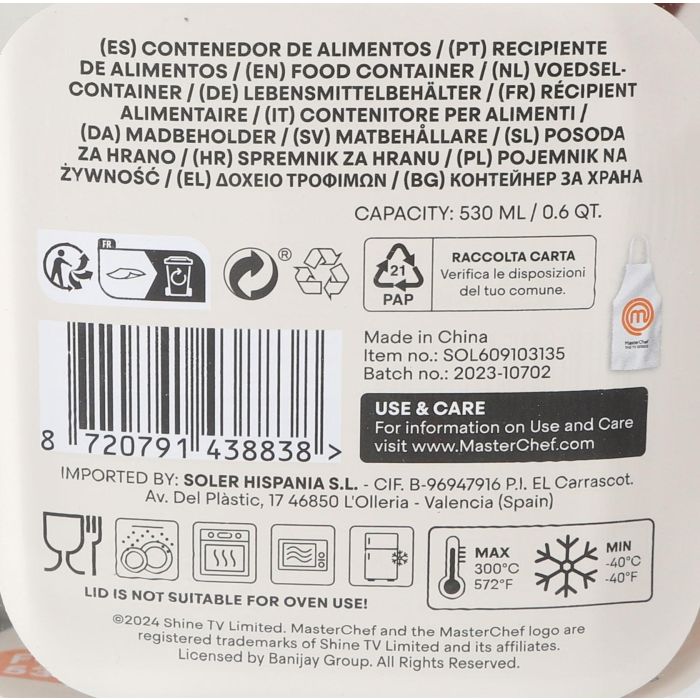 (ES) CONTENEDOR DE ALIMENTOS / (PT) RECIPIENTE
DE ALIMENTOS / (EN) FOOD CONTAINER / (NL) VOEDSEL-
CONTAINER / (DE) LEBENSMITTELBEHÄLTER / (FR) RÉCIPIENT
ALIMENTAIRE / (IT) CONTENITORE PER ALIMENTI /
(DA) MADBEHOLDER / (SV) MATBEHÅLLARE / (SL) POSODA
ZA HRANO / (HR) SPREMNIK ZA HRANU / (PL) POJEMNIK NA
ŻYWNOŚĆ / (EL) ΔΟΧΕΙΟ ΤΡΟΦΙΜΩΝ / (BG) КОНТЕЙНЕР ЗА ХРАНА
CAPACITY: 530 ML / 0.6 QT.
FR
®
21
PAP
RACCOLTA CARTA
Verifica le disposizioni
del tuo comune.
m
MasterChef
Made in China
Item no.: SOL609103135
Batch no.: 2023-10702
USE & CARE
For information on Use and Care
visit www.MasterChef.com
8 720791 438838 >
IMPORTED BY: SOLER HISPANIA S.L. - CIF. B-96947916 P.I. EL Carrascot.
Av. Del Plàstic, 17 46850 L'Olleria - Valencia (Spain)
MAX
300°C
572°F
MIN
-40°C
-40°F
LID IS NOT SUITABLE FOR OVEN USE!
©2024 Shine TV Limited. MasterChef and the MasterChef logo are
registered trademarks of Shine TV Limited and its affiliates.
Licensed by Banijay Group. All Rights Reserved.